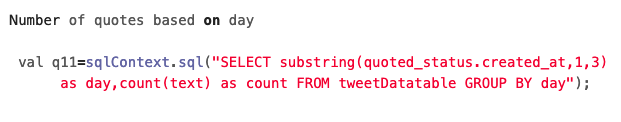 Number of quotes based on day
val q11=sqlContext.sql("SELECT substring(quoted_status.created_at,1,3)
as day,count(text) as count FROM tweetDatatable GROUP BY day");